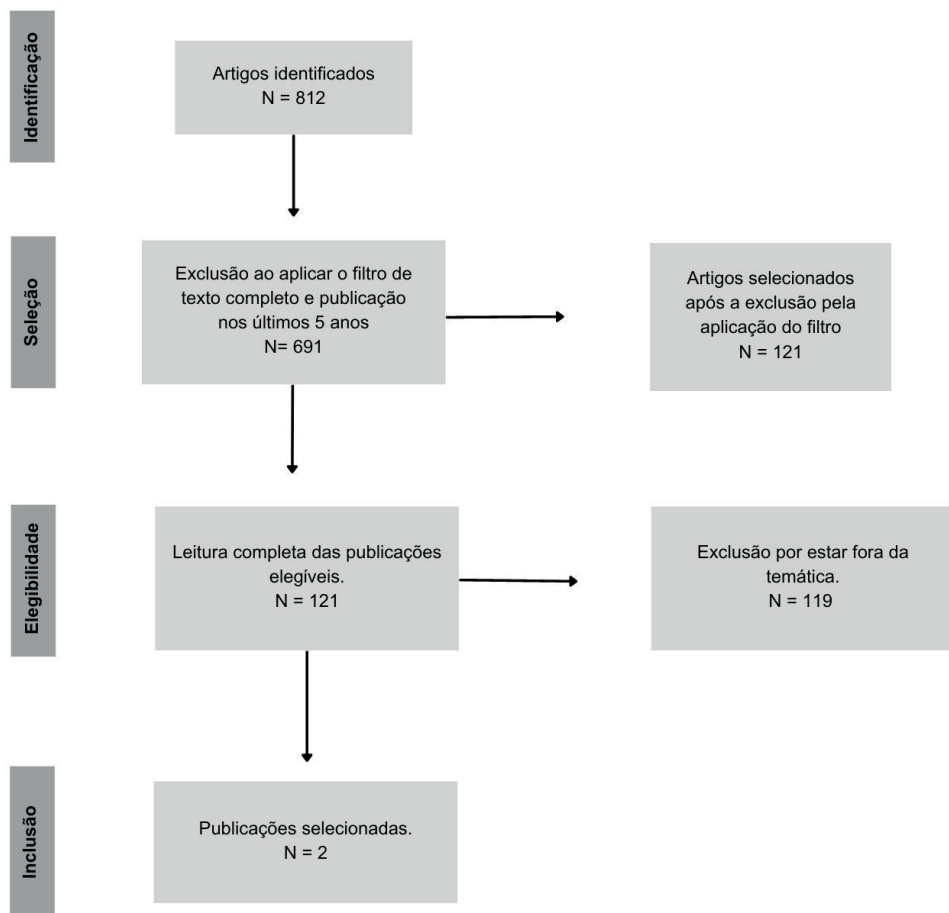 Identificação
Artigos identificados
N = 812
Seleção
Exclusão ao aplicar o filtro de
texto completo e publicação
nos últimos 5 anos
N= 691
Artigos selecionados
após a exclusão pela
aplicação do filtro
N = 121
Elegibilidade
Leitura completa das publicações
elegíveis.
N = 121
Exclusão por estar fora da
temática.
N = 119
Inclusão
Publicações selecionadas.
N = 2